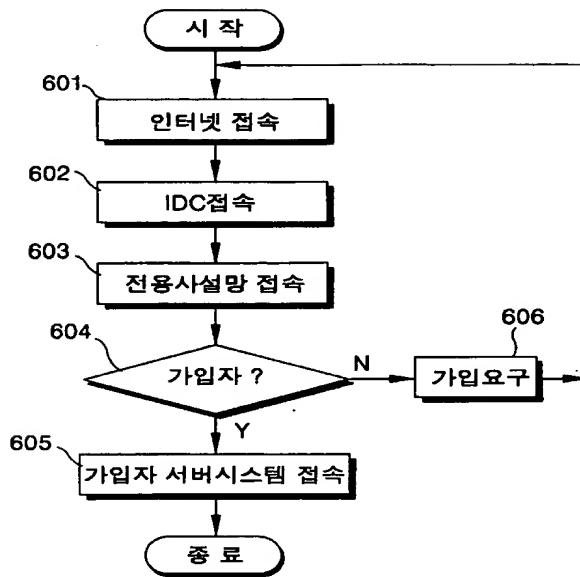 시 작
601
인터넷 접속
602
IDC접속
603
전용사설망 접속
604
가입자 ?
N
606
가입요구
Y
605
가입자 서버시스템 접속
종 료